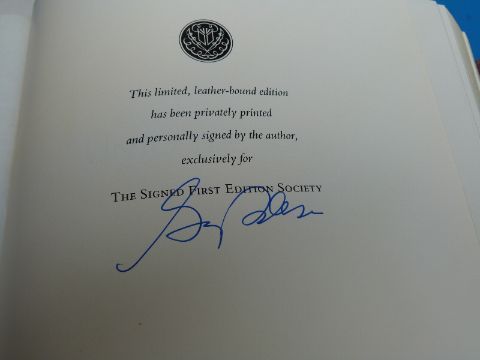 This limited, leather-bound edition
has been privately printed
and personally signed by the author,
exclusively for
THE SIGNED FIRST EDITION SOCIETY